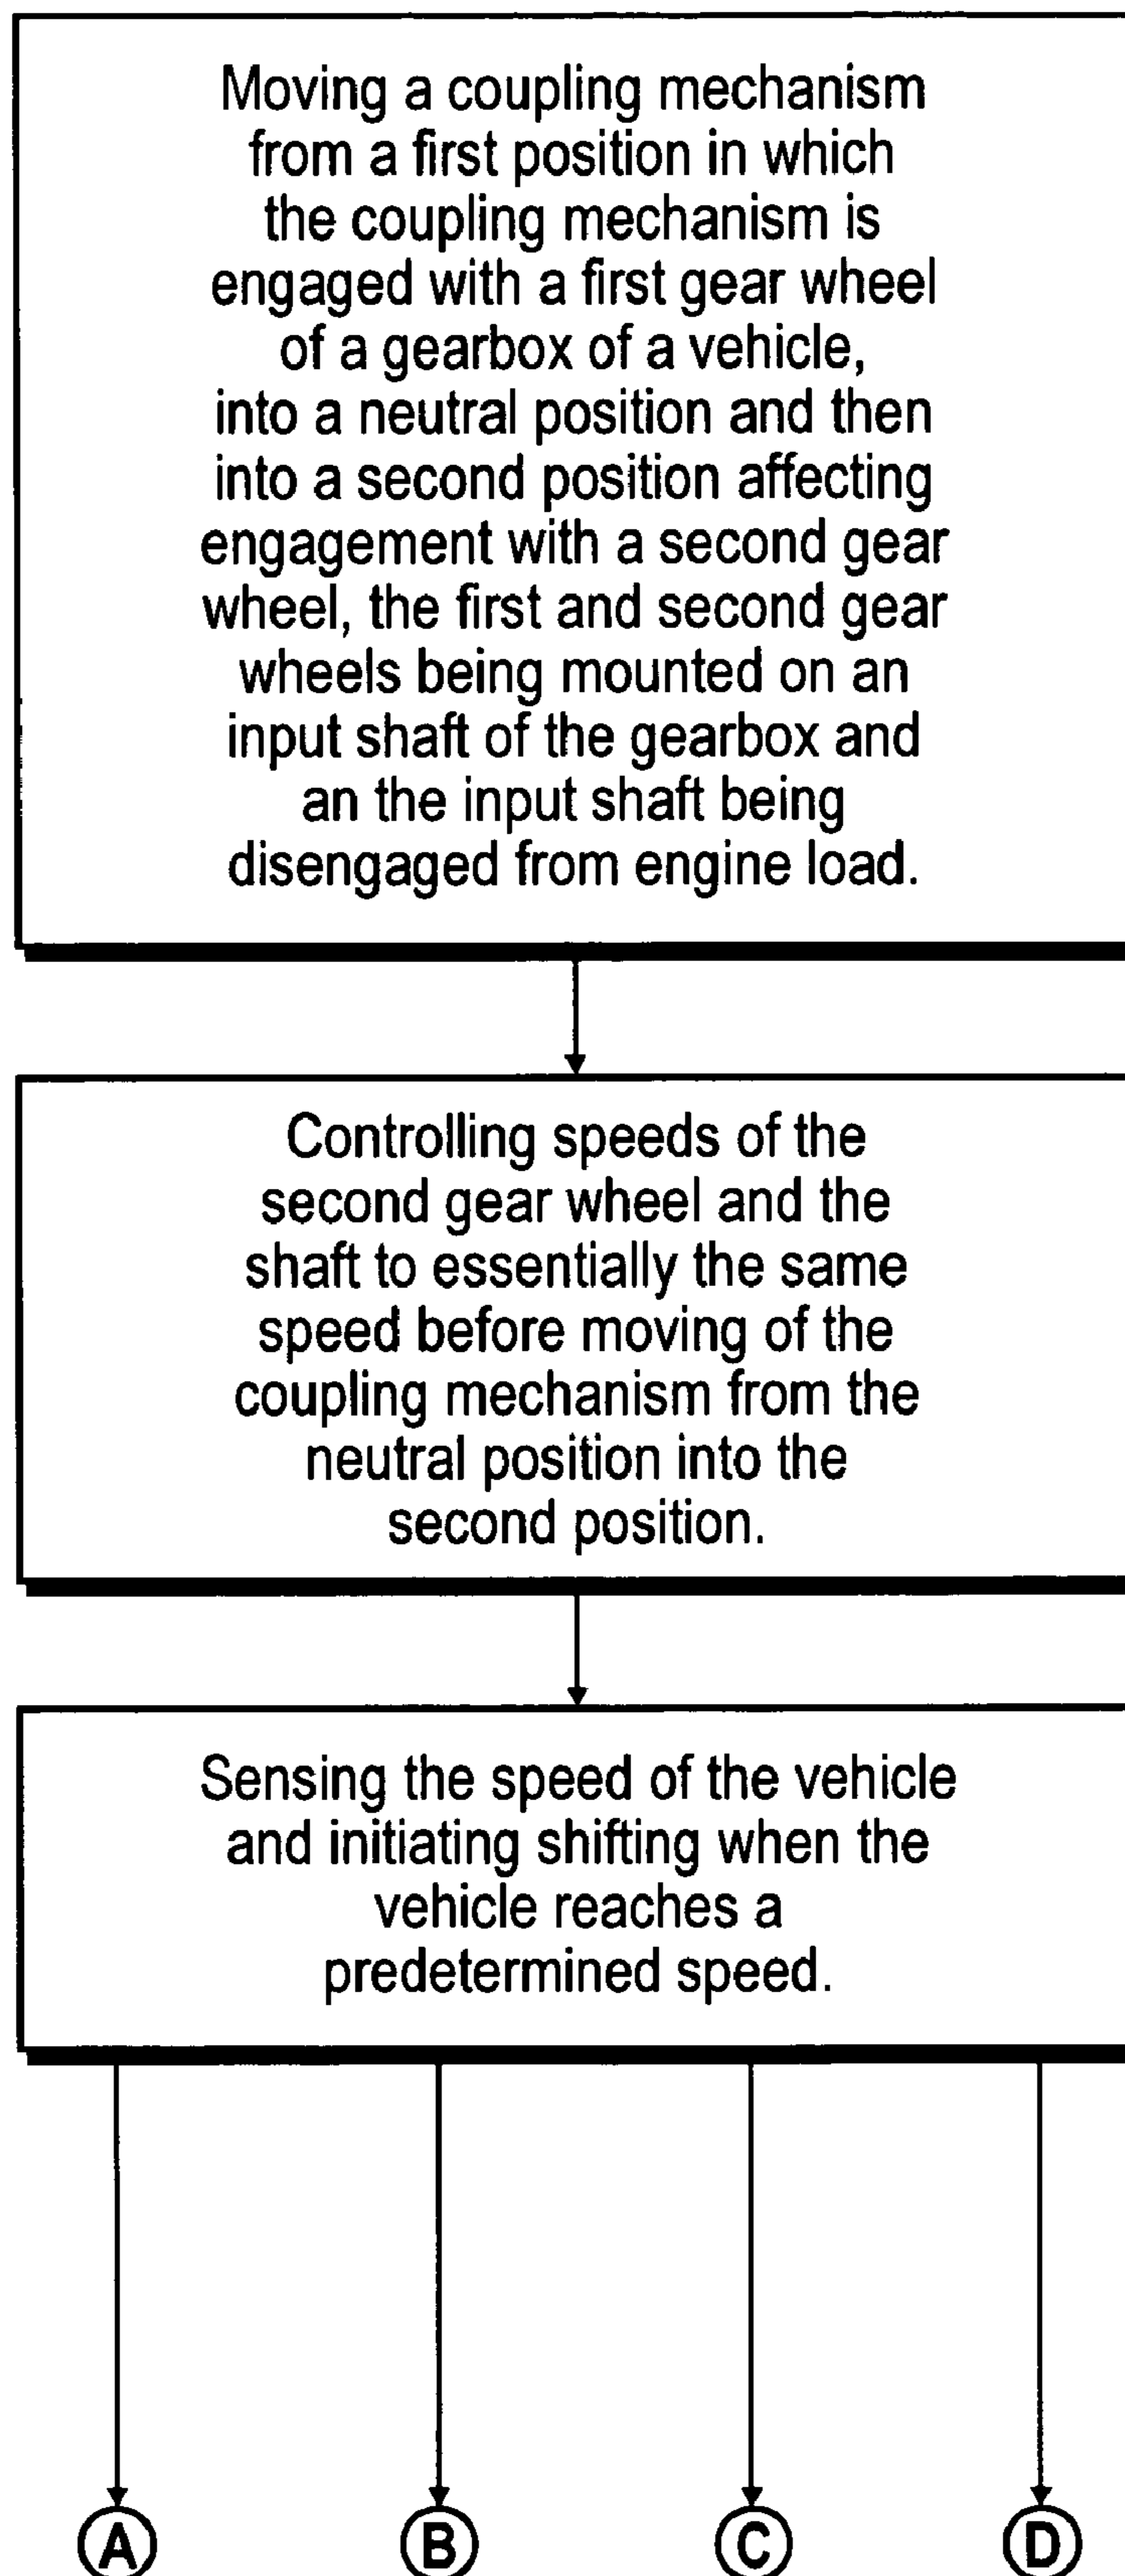 Moving a coupling mechanism
from a first position in which
the coupling mechanism is
engaged with a first gear wheel
of a gearbox of a vehicle,
into a neutral position and then
into a second position affecting
engagement with a second gear
wheel, the first and second gear
wheels being mounted on an
input shaft of the gearbox and
an the input shaft being
disengaged from engine load.
Controlling speeds of the
second gear wheel and the
shaft to essentially the same
speed before moving of the
coupling mechanism from the
neutral position into the
second position.
Sensing the speed of the vehicle
and initiating shifting when the
vehicle reaches a
predetermined speed.
A B C D